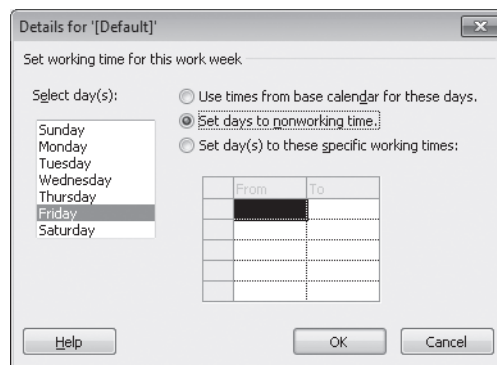 Details for '[Default]'
Set working time for this work week
Select day(s):
Use times from base calendar for these days.
Set days to nonworking time.
Set day(s) to these specific working times:
Sunday
Monday
Tuesday
Wednesday
Thursday
Friday
Saturday
From To
Help OK Cancel